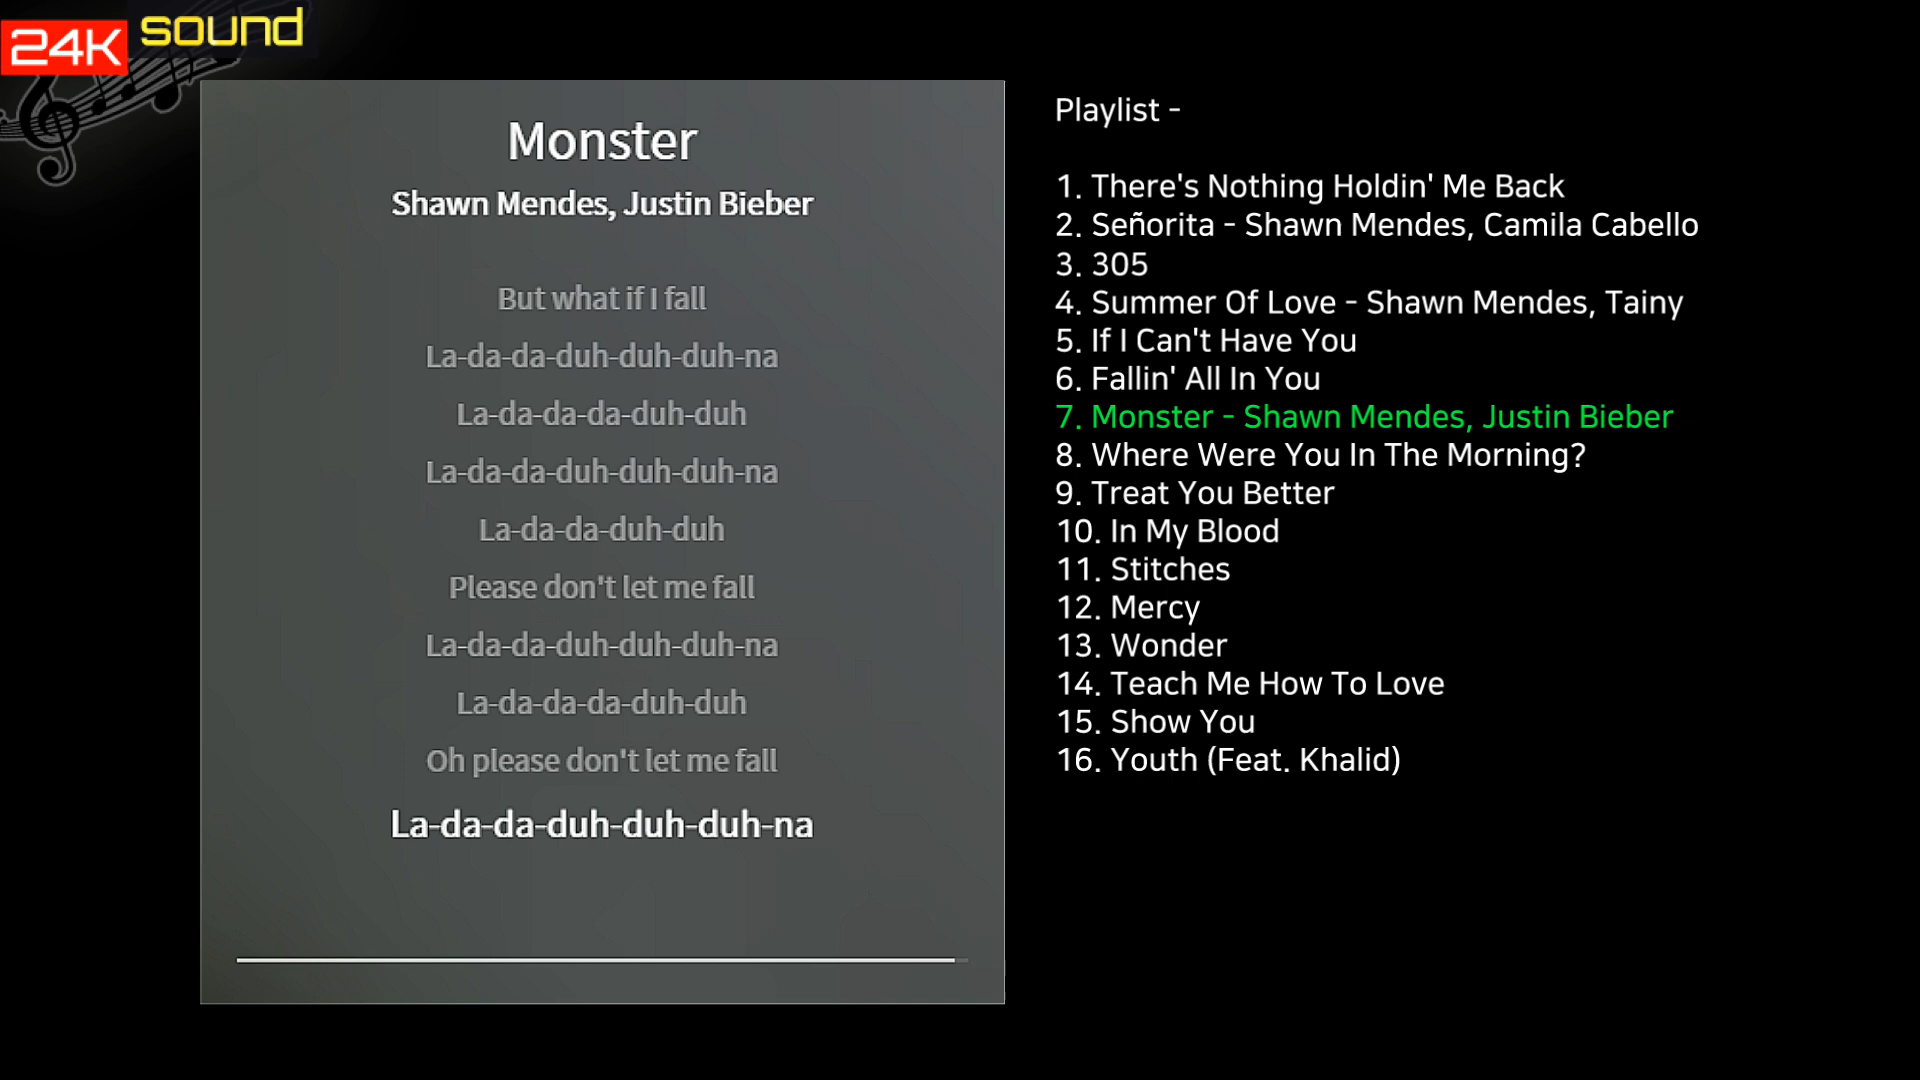 24K sound
Monster
Shawn Mendes, Justin Bieber
But what if I fall
La-da-da-duh-duh-duh-na
La-da-da-da-duh-duh
La-da-da-duh-duh-duh-na
La-da-da-duh-duh
Please don't let me fall
La-da-da-duh-duh-duh-na
La-da-da-da-duh-duh
Oh please don't let me fall
La-da-da-duh-duh-duh-na
Playlist -
1. There's Nothing Holdin' Me Back
2. Señorita - Shawn Mendes, Camila Cabello
3. 305
4. Summer Of Love - Shawn Mendes, Tainy
5. If I Can't Have You
6. Fallin' All In You
7. Monster - Shawn Mendes, Justin Bieber
8. Where Were You In The Morning?
9. Treat You Better
10. In My Blood
11. Stitches
12. Mercy
13. Wonder
14. Teach Me How To Love
15. Show You
16. Youth (Feat. Khalid)